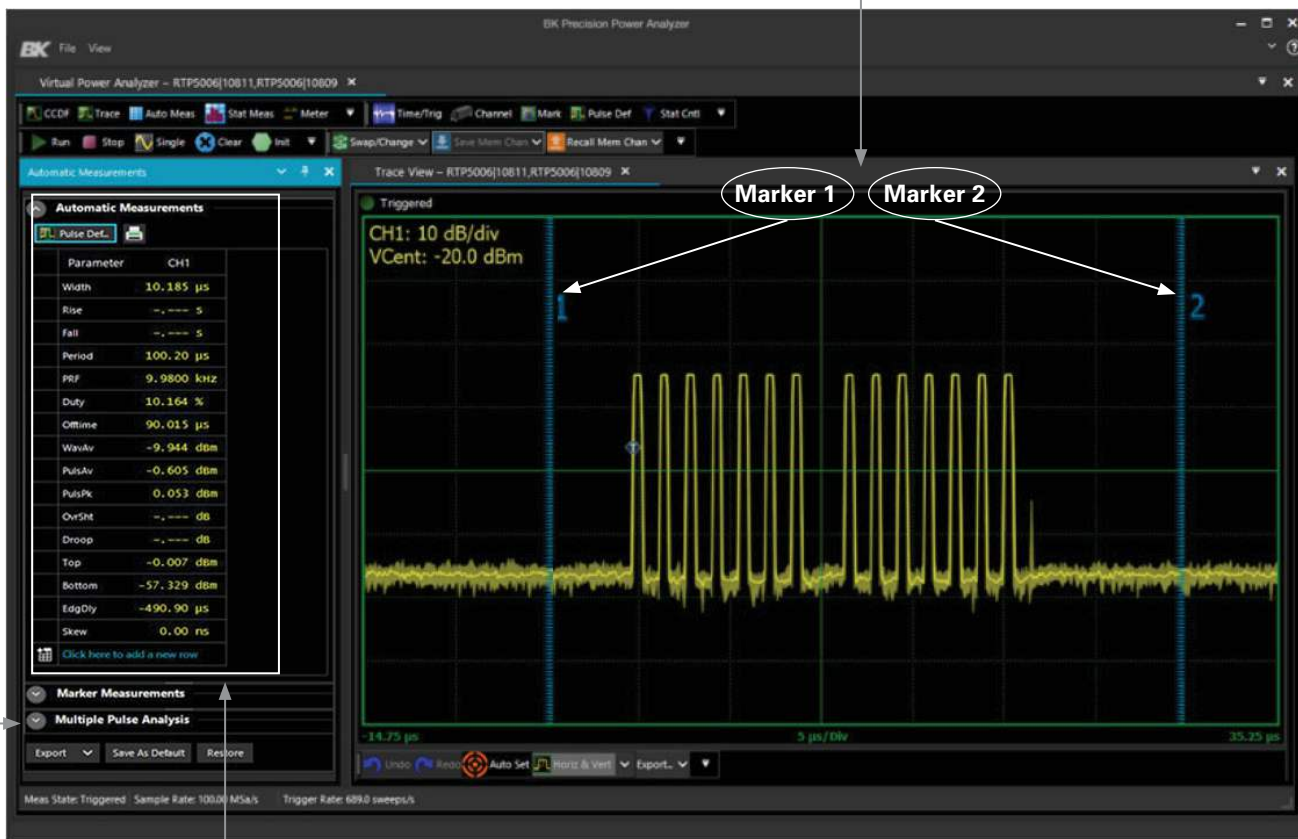 BK Precision Power Analyzer
BK File View
Virtual Power Analyzer – RTP5006|10811,RTP5006|10809
CCDF Trace Auto Meas Stat Meas Meter Time/Trig Channel Mark Pulse Def Stat Cntl
Run Stop Single Clear Init Swap/Change Save Mem Chan Recall Mem Chan
Automatic Measurements
Trace View – RTP5006|10811,RTP5006|10809
Automatic Measurements
Pulse Def..
Parameter CH1
Width 10.185 µs
Rise -.--- s
Fall -.--- s
Period 100.20 µs
PRF 9.9800 kHz
Duty 10.164 %
Offtime 90.015 µs
WavAv -9.944 dBm
PulsAv -0.605 dBm
PulsPk 0.053 dBm
OvrSht -.--- dB
Droop -.--- dB
Top -0.007 dBm
Bottom -57.329 dBm
EdgDly -490.90 µs
Skew 0.00 ns
Click here to add a new row
Marker Measurements
Multiple Pulse Analysis
Export Save As Default Restore
Triggered
Marker 1 Marker 2
CH1: 10 dB/div
VCent: -20.0 dBm
1
2
-14.75 µs 5 µs/Div 35.25 µs
Undo Redo Auto Set Horiz & Vert Export..
Meas State: Triggered Sample Rate: 100.00 MSa/s Trigger Rate: 689.0 sweeps/s